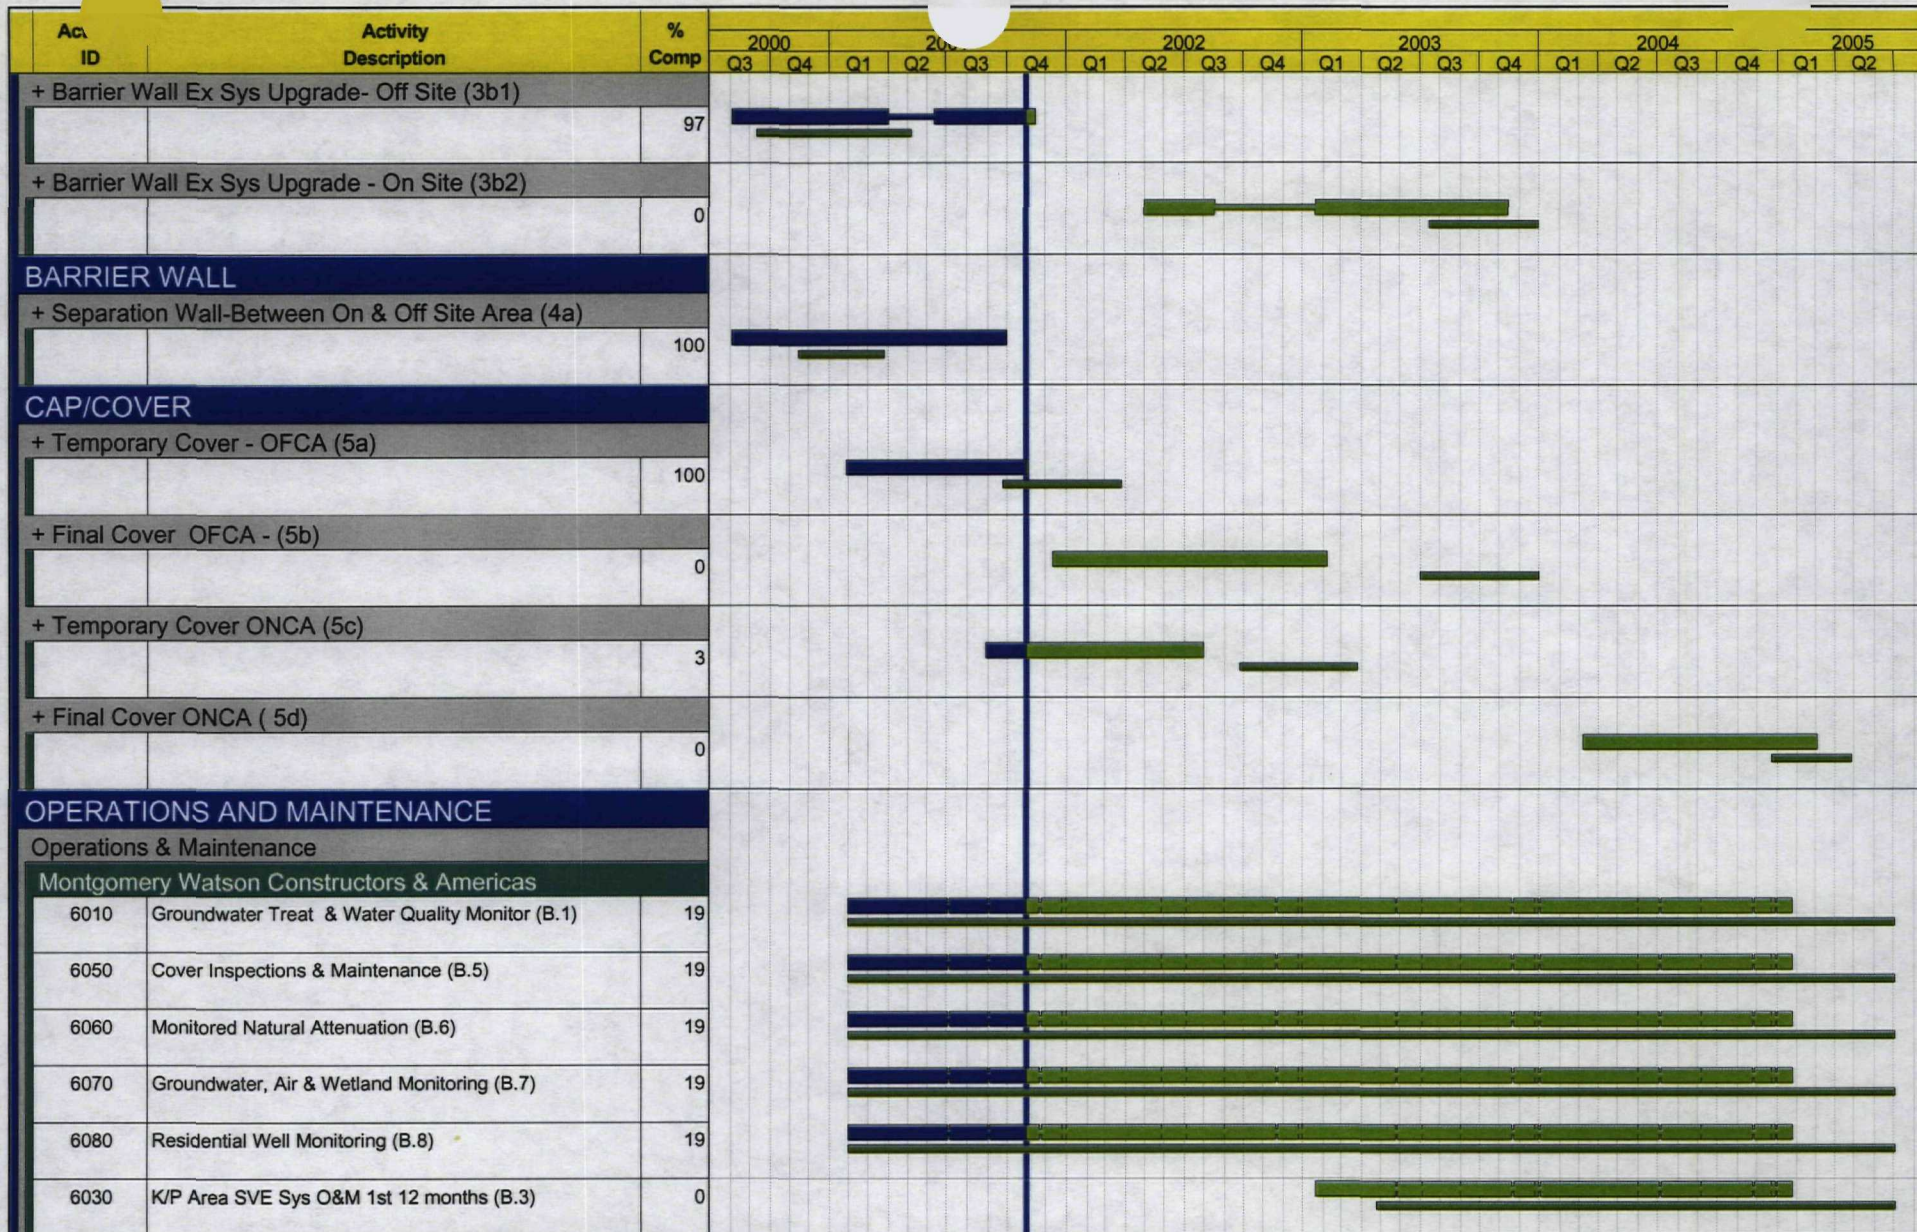 Activity %
ID Description Comp
2000 2002 2003 2004 2005
Q3 Q4 Q1 Q2 Q3 Q4 Q1 Q2 Q3 Q4 Q1 Q2 Q3 Q4 Q1 Q2 Q3 Q4 Q1 Q2
+ Barrier Wall Ex Sys Upgrade- Off Site (3b1)
97
+ Barrier Wall Ex Sys Upgrade - On Site (3b2)
0
BARRIER WALL
+ Separation Wall-Between On & Off Site Area (4a)
100
CAP/COVER
+ Temporary Cover - OFCA (5a)
100
+ Final Cover OFCA - (5b)
0
+ Temporary Cover ONCA (5c)
3
+ Final Cover ONCA ( 5d)
0
OPERATIONS AND MAINTENANCE
Operations & Maintenance
Montgomery Watson Constructors & Americas
6010 Groundwater Treat & Water Quality Monitor (B.1) 19
6050 Cover Inspections & Maintenance (B.5) 19
6060 Monitored Natural Attenuation (B.6) 19
6070 Groundwater, Air & Wetland Monitoring (B.7) 19
6080 Residential Well Monitoring (B.8) 19
6030 K/P Area SVE Sys O&M 1st 12 months (B.3) 0